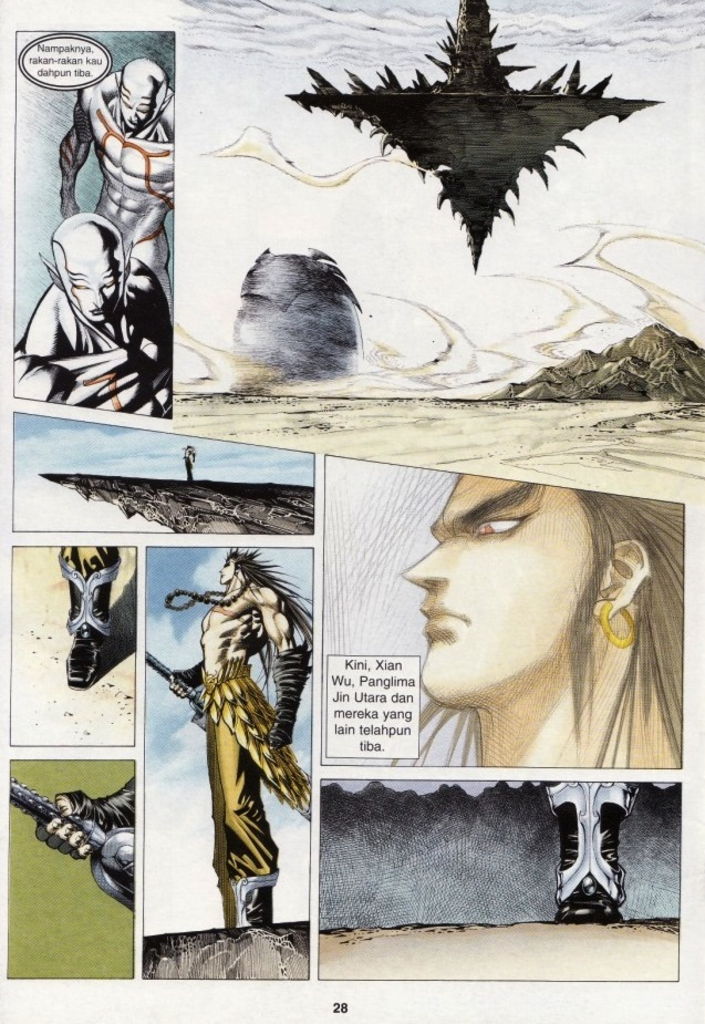 Nampaknya,
rakan-rakan kau
dahpun tiba.
Kini, Xian
Wu, Panglima
Jin Utara dan
mereka yang
lain telahpun
tiba.
28